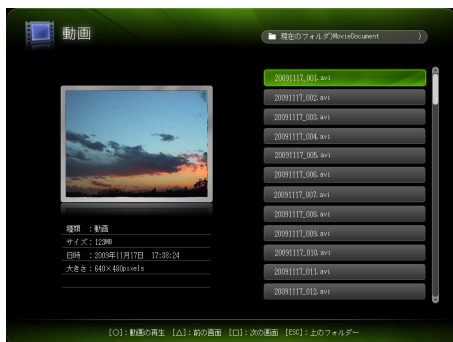 動画
現在のフォルダ)MovieDocument 〉
20091117_001.avi
20091117_002.avi
20091117_003.avi
20091117_004.avi
20091117_005.avi
20091117_006.avi
20091117_007.avi
20091117_008.avi
20091117_009.avi
20091117_010.avi
20091117_011.avi
20091117_012.avi
種類 :動画
サイズ:123MB
日時 :2009年11月17日 17:38:24
大きさ:640×480pixels
[○]:動画の再生 [△]:前の画面 [□]:次の画面 [ESC]:上のフォルダー